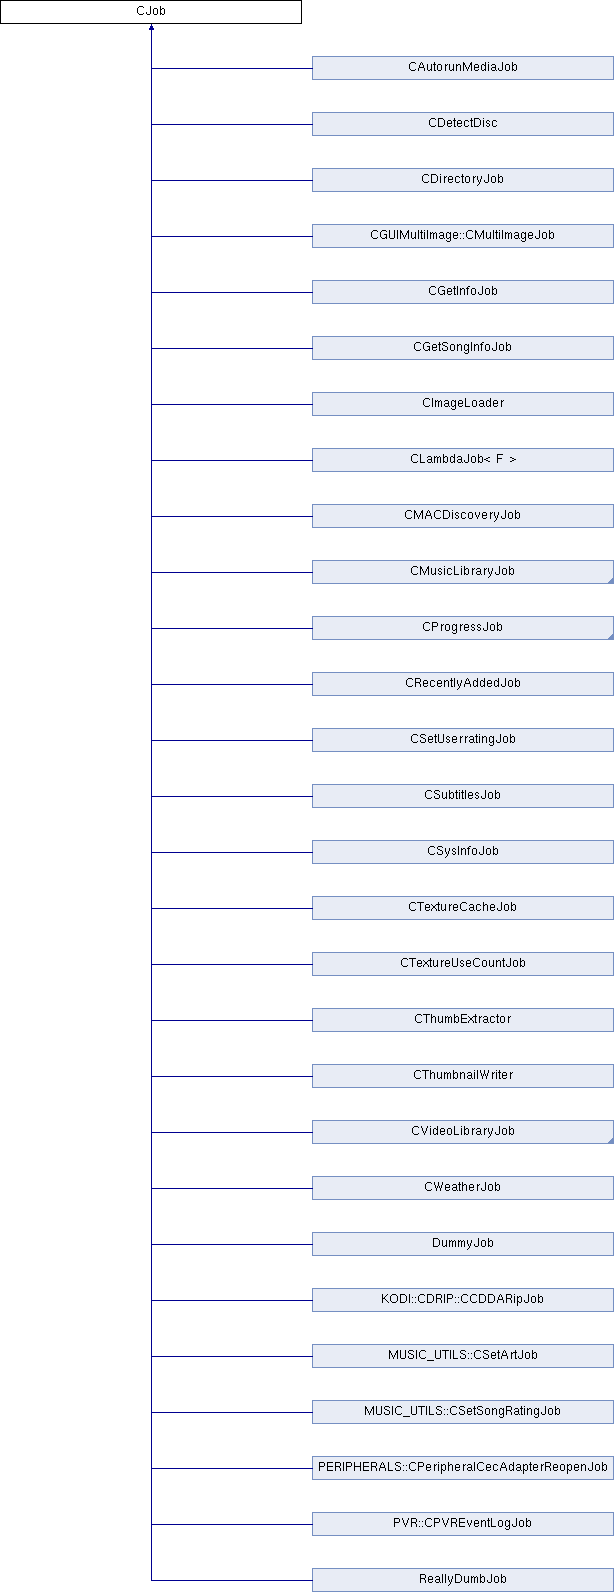 CJob
CAutorunMediaJob
CDetectDisc
CDirectoryJob
CGUIMultiImage::CMultiImageJob
CGetInfoJob
CGetSongInfoJob
CImageLoader
CLambdaJob< F >
CMACDiscoveryJob
CMusicLibraryJob
CProgressJob
CRecentlyAddedJob
CSetUserratingJob
CSubtitlesJob
CSysInfoJob
CTextureCacheJob
CTextureUseCountJob
CThumbExtractor
CThumbnailWriter
CVideoLibraryJob
CWeatherJob
DummyJob
KODI::CDRIP::CCDDARipJob
MUSIC_UTILS::CSetArtJob
MUSIC_UTILS::CSetSongRatingJob
PERIPHERALS::CPeripheralCecAdapterReopenJob
PVR::CPVREventLogJob
ReallyDumbJob